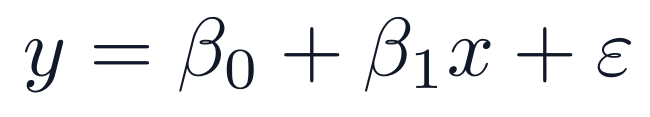 y = β₀ + β₁x + ε